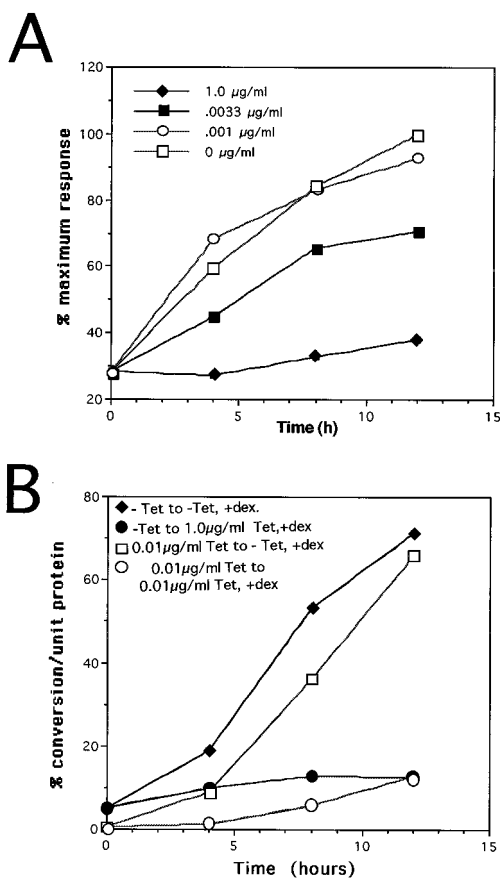 A
120
100
80
60
40
20
% maximum response
1.0 µg/ml
.0033 µg/ml
.001 µg/ml
0 µg/ml
0
5
10
15
Time (h)
B
80
60
40
20
0
% conversion/unit protein
- Tet to -Tet, +dex.
-Tet to 1.0µg/ml Tet,+dex
0.01µg/ml Tet to - Tet, +dex
0.01µg/ml Tet to
0.01µg/ml Tet, +dex
0
5
10
15
Time (hours)